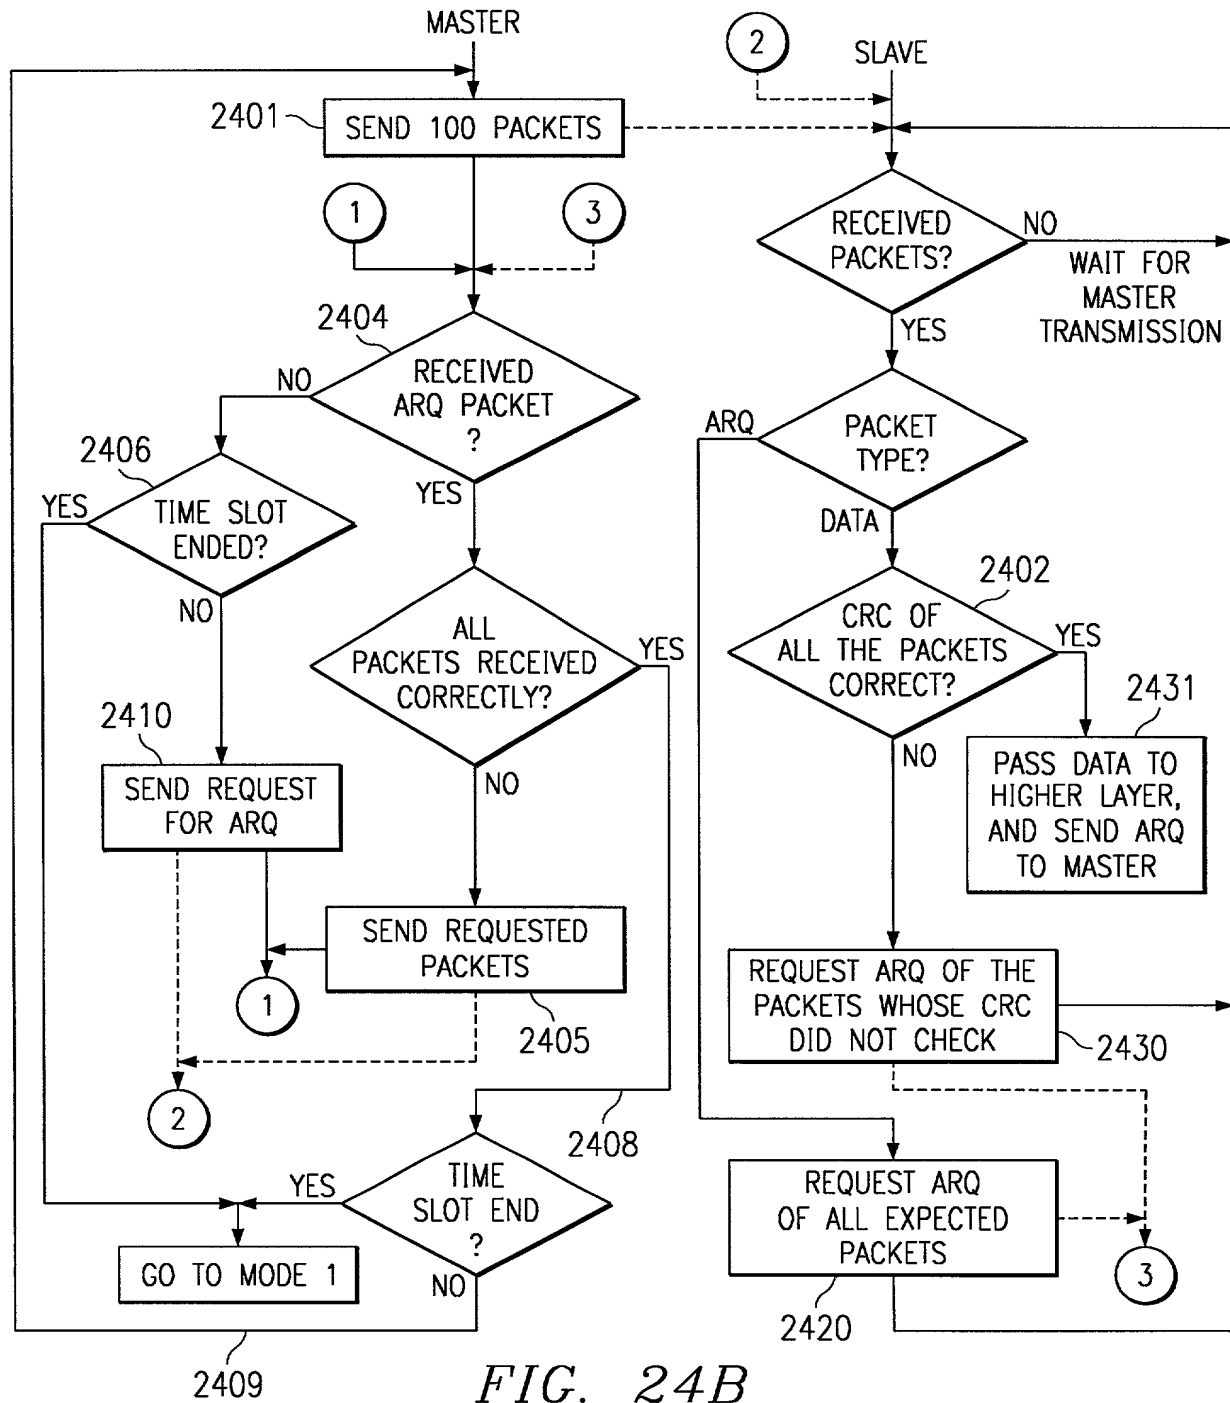 MASTER
2401
SEND 100 PACKETS
1
3
2404
RECEIVED
ARQ PACKET
?
NO
YES
2406
TIME SLOT
ENDED?
YES
NO
ALL
PACKETS RECEIVED
CORRECTLY?
YES
NO
2410
SEND REQUEST
FOR ARQ
SEND REQUESTED
PACKETS
2405
1
2
2408
TIME
SLOT END
?
YES
NO
GO TO MODE 1
2409
2
SLAVE
RECEIVED
PACKETS?
NO
WAIT FOR
MASTER
TRANSMISSION
YES
PACKET
TYPE?
ARQ
DATA
2402
CRC OF
ALL THE PACKETS
CORRECT?
YES
NO
2431
PASS DATA TO
HIGHER LAYER,
AND SEND ARQ
TO MASTER
REQUEST ARQ OF THE
PACKETS WHOSE CRC
DID NOT CHECK
2430
REQUEST ARQ
OF ALL EXPECTED
PACKETS
2420
3
FIG. 24B